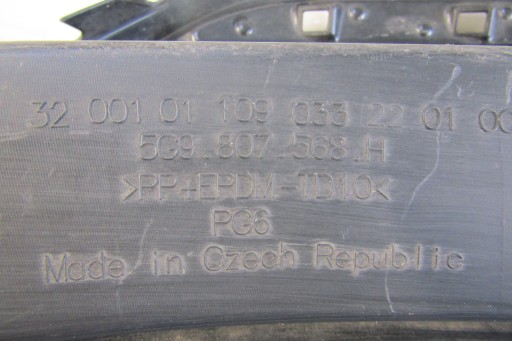 32 001 01 109 033 22 01 00
5G9.807.568.H
>PP+EPDM-TD10<
PG6
Made in Czech Republic